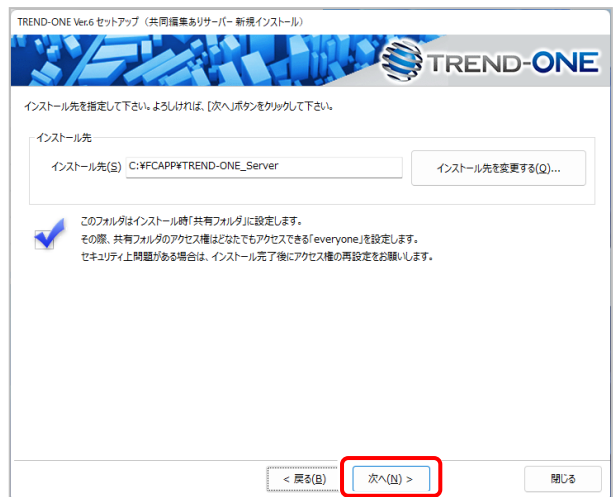 TREND-ONE Ver.6 セットアップ（共同編集ありサーバー 新規インストール）
TREND-ONE
インストール先を指定して下さい。よろしければ、[次へ]ボタンをクリックして下さい。
インストール先
インストール先(S) C:¥FCAPP¥TREND-ONE_Server インストール先を変更する(Q)...
このフォルダはインストール時「共有フォルダ」に設定します。
その際、共有フォルダのアクセス権はどなたでもアクセスできる「everyone」を設定します。
セキュリティ上問題がある場合は、インストール完了後にアクセス権の再設定をお願いします。
< 戻る(B) 次へ(N) > 閉じる